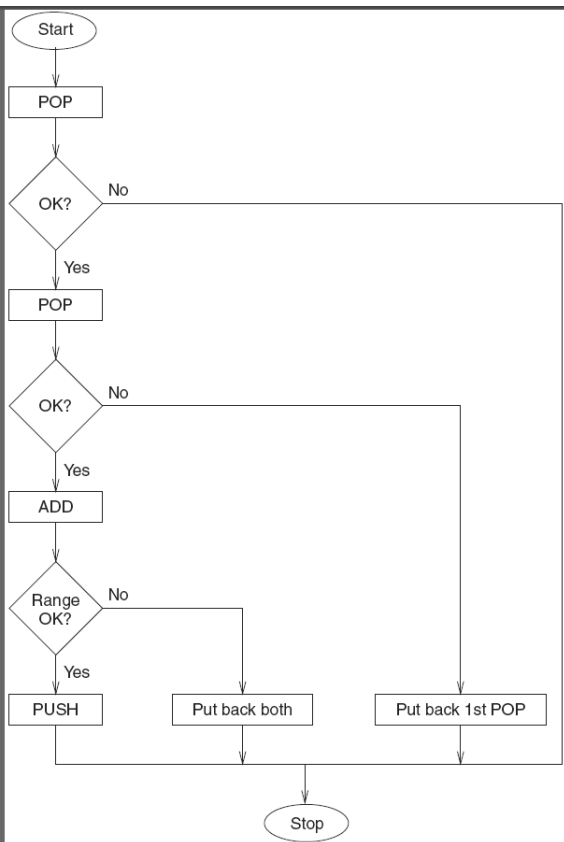 Start
POP
OK?
No
Yes
POP
OK?
No
Yes
ADD
Range
OK?
No
Yes
PUSH
Put back both
Put back 1st POP
Stop